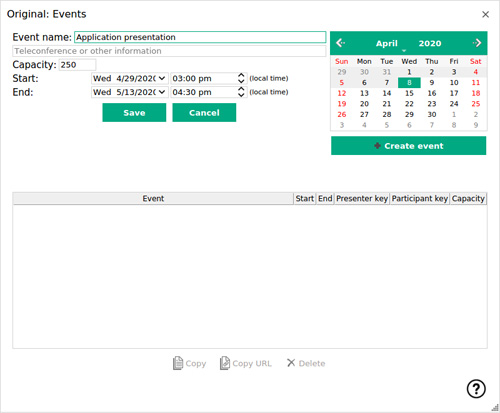 Original: Events
Event name: Application presentation
Teleconference or other information
Capacity: 250
Start: Wed 4/29/2020 03:00 pm (local time)
End: Wed 5/13/2020 04:30 pm (local time)
Save Cancel
April 2020
Sun Mon Tue Wed Thu Fri Sat
29 30 31 1 2 3 4
5 6 7 8 9 10 11
12 13 14 15 16 17 18
19 20 21 22 23 24 25
26 27 28 29 30 1 2
3 4 5 6 7 8 9
Create event
Event Start End Presenter key Participant key Capacity
Copy Copy URL Delete
?